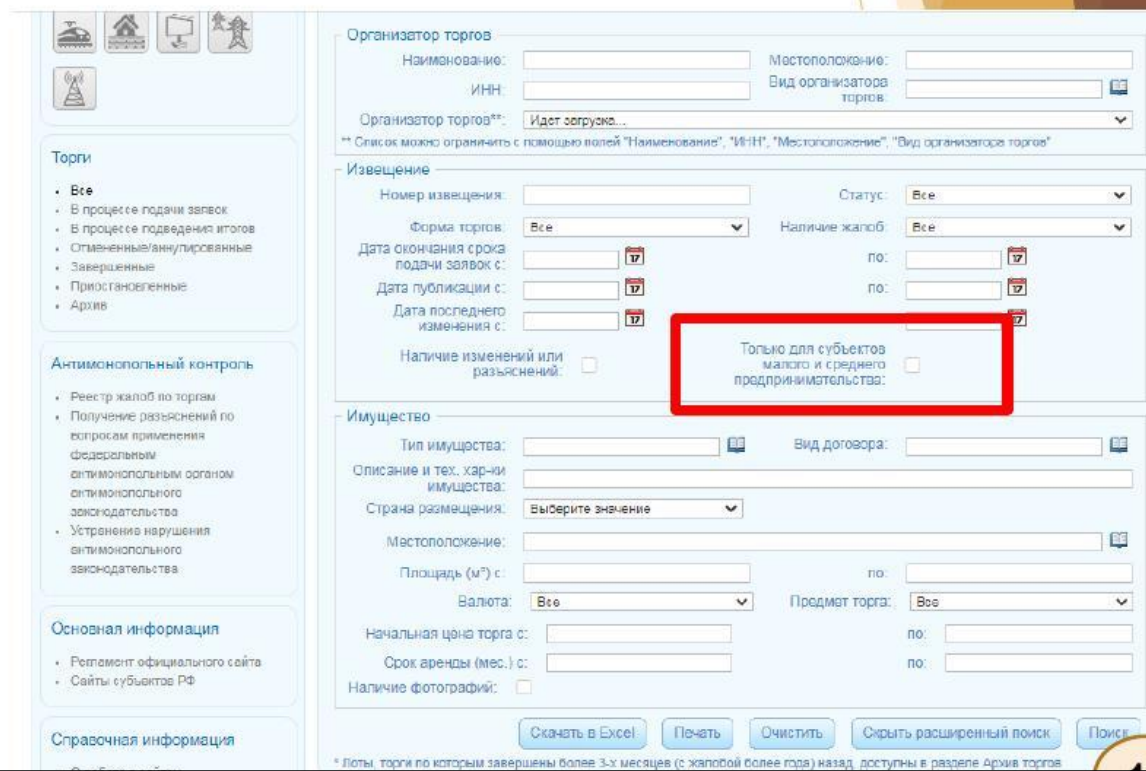 Организатор торгов
Наименование:
Местоположение:
ИНН:
Вид организатора
торгов:
Организатор торгов**:
Идет загрузка...
** Список можно ограничить с помощью полей "Наименование", "ИНН", "Местоположение", "Вид организатора торгов"
Извещение
Номер извещения:
Статус:
Все
Форма торгов:
Все
Наличие жалоб:
Все
Дата окончания срока
подачи заявок с:
17
по:
17
Дата публикации с:
17
по:
17
Дата последнего
изменения с:
17
17
Наличие изменений или
разъяснений:
Только для субъектов
малого и среднего
предпринимательства:
Имущество
Тип имущества:
Вид договора:
Описание и тех. хар-ки
имущества:
Страна размещения:
Выберите значение
Местоположение:
Площадь (м²) с:
по:
Валюта:
Все
Предмет торга:
Все
Начальная цена торга с:
по:
Срок аренды (мес.) с:
по:
Наличие фотографий:
Скачать в Excel
Печать
Очистить
Скрыть расширенный поиск
Поиск
* Лоты, торги по которым завершены более 3-х месяцев (с жалобой более года) назад, доступны в разделе Архив торгов
Торги
Все
В процессе подачи заявок
В процессе подведения итогов
Отмененные/аннулированные
Завершенные
Приостановленные
Архив
Антимонопольный контроль
Реестр жалоб по торгам
Получение разъяснений по
вопросам применения
федеральным
антимонопольным органом
антимонопольного
законодательства
Устранение нарушения
антимонопольного
законодательства
Основная информация
Регламент официального сайта
Сайты субъектов РФ
Справочная информация